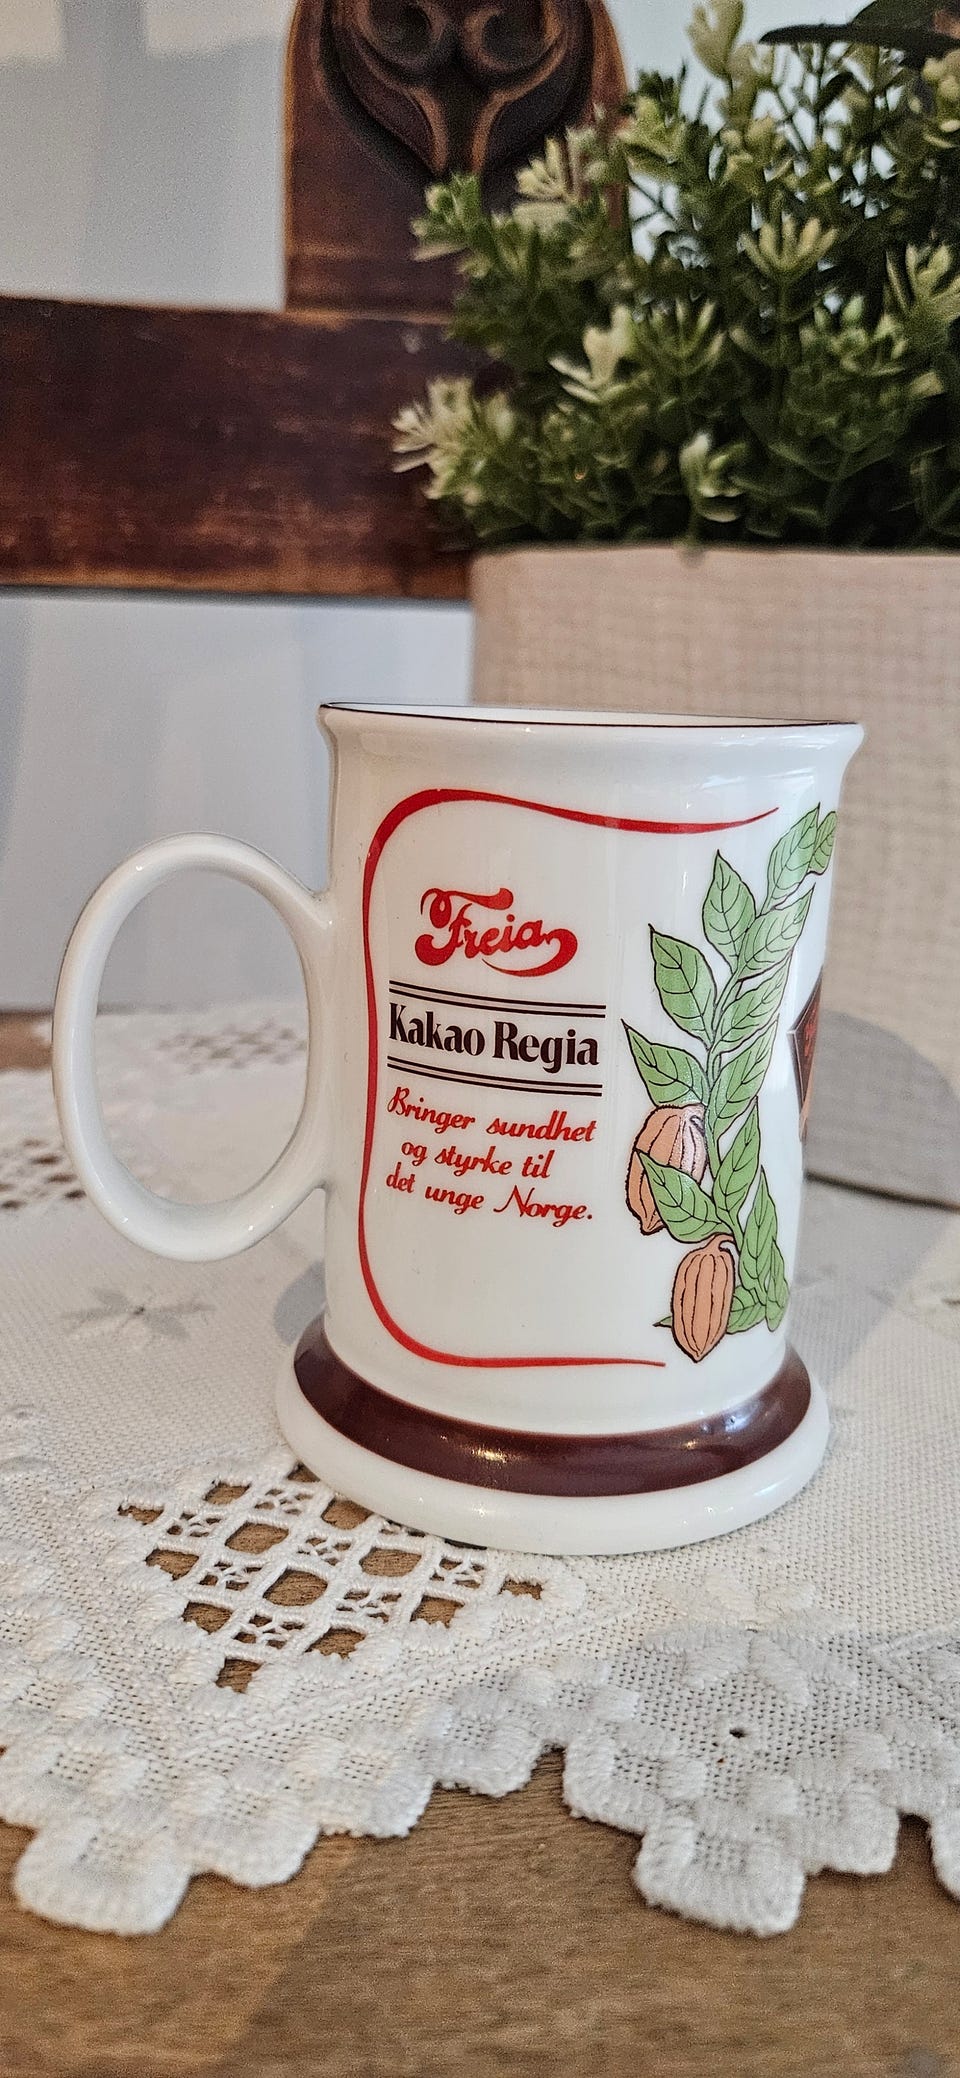 Freia
Kakao Regia
Bringer sundhet
og styrke til
det unge Norge.